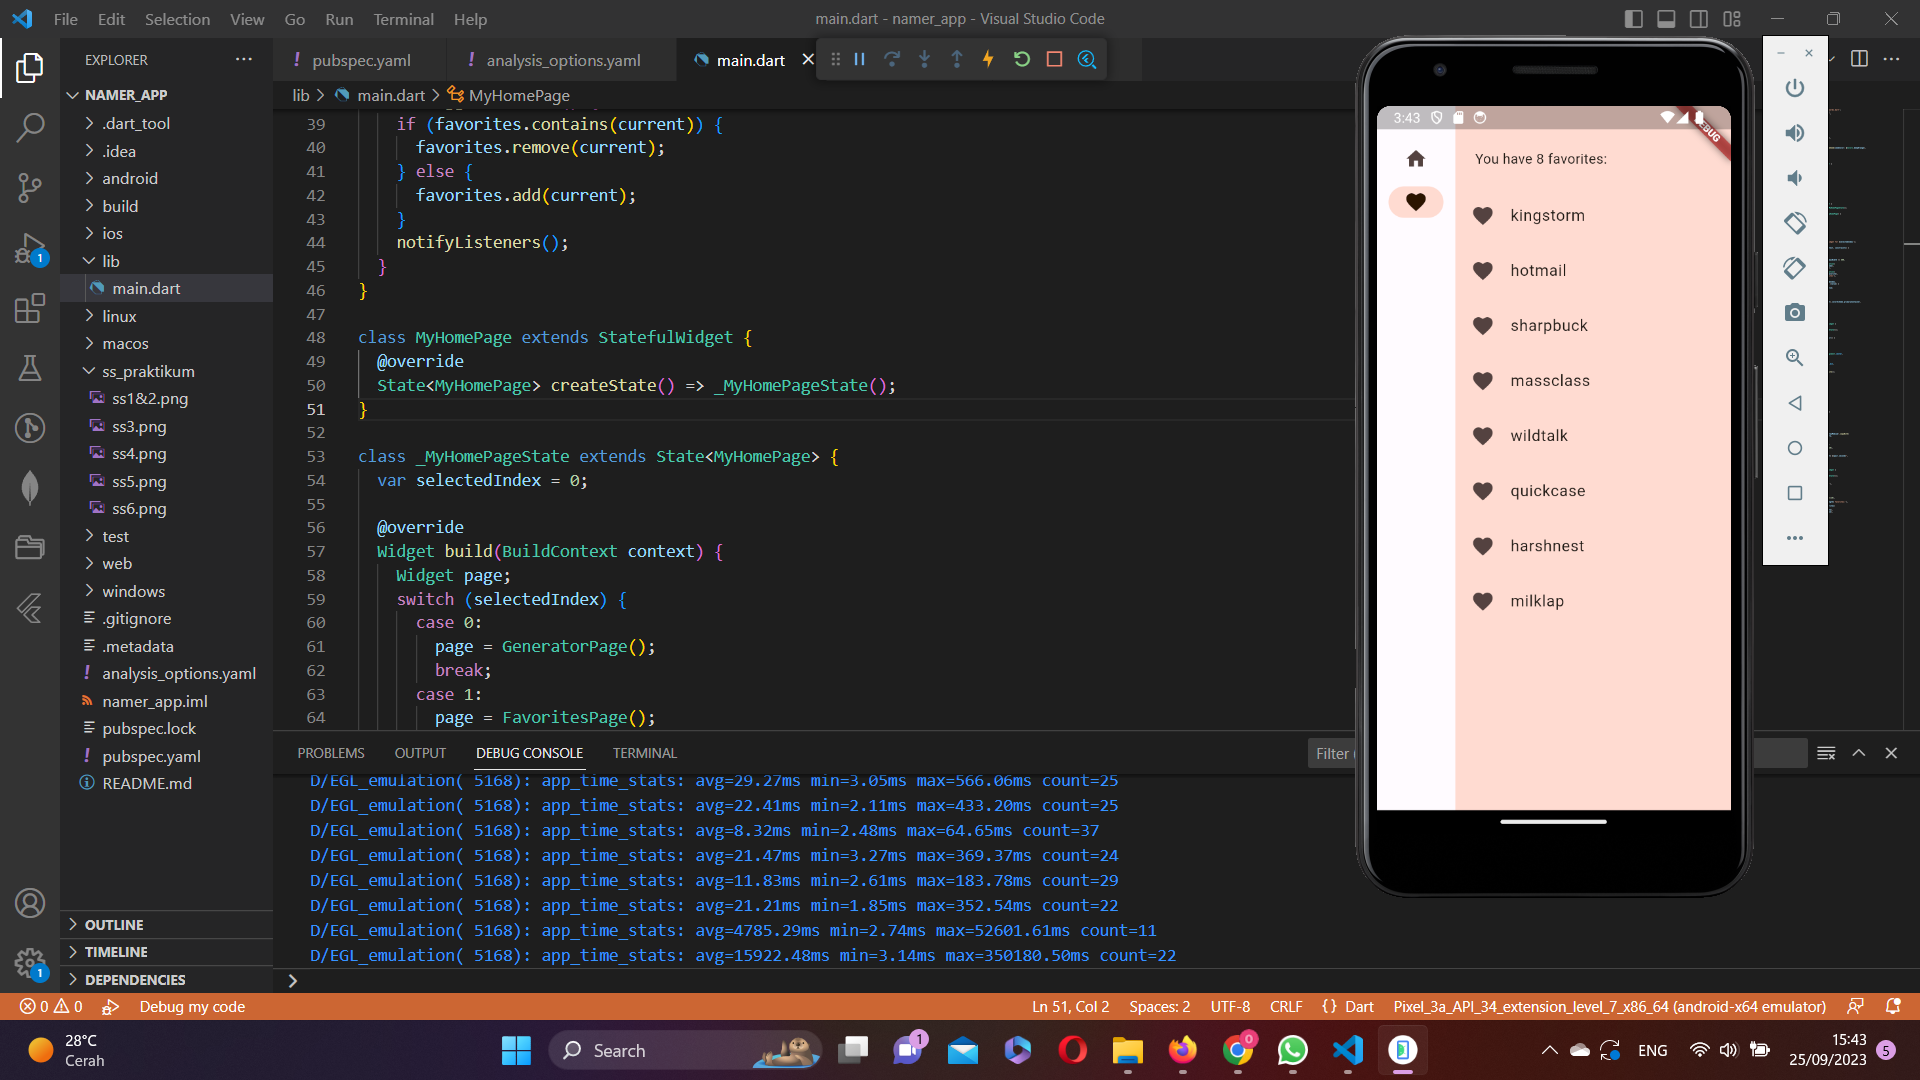 File Edit Selection View Go Run Terminal Help
main.dart - namer_app - Visual Studio Code
EXPLORER
NAMER_APP
.dart_tool
.idea
android
build
ios
lib
main.dart
linux
macos
ss_praktikum
ss1&2.png
ss3.png
ss4.png
ss5.png
ss6.png
test
web
windows
.gitignore
.metadata
analysis_options.yaml
namer_app.iml
pubspec.lock
pubspec.yaml
README.md
OUTLINE
TIMELINE
DEPENDENCIES
1
1
! pubspec.yaml
! analysis_options.yaml
main.dart
lib > main.dart > MyHomePage
39 if (favorites.contains(current)) {
40 favorites.remove(current);
41 } else {
42 favorites.add(current);
43 }
44 notifyListeners();
45 }
46 }
47
48 class MyHomePage extends StatefulWidget {
49 @override
50 State<MyHomePage> createState() => _MyHomePageState();
51 }
52
53 class _MyHomePageState extends State<MyHomePage> {
54 var selectedIndex = 0;
55
56 @override
57 Widget build(BuildContext context) {
58 Widget page;
59 switch (selectedIndex) {
60 case 0:
61 page = GeneratorPage();
62 break;
63 case 1:
64 page = FavoritesPage();
PROBLEMS OUTPUT DEBUG CONSOLE TERMINAL
Filter
D/EGL_emulation( 5168): app_time_stats: avg=29.27ms min=3.05ms max=566.06ms count=25
D/EGL_emulation( 5168): app_time_stats: avg=22.41ms min=2.11ms max=433.20ms count=25
D/EGL_emulation( 5168): app_time_stats: avg=8.32ms min=2.48ms max=64.65ms count=37
D/EGL_emulation( 5168): app_time_stats: avg=21.47ms min=3.27ms max=369.37ms count=24
D/EGL_emulation( 5168): app_time_stats: avg=11.83ms min=2.61ms max=183.78ms count=29
D/EGL_emulation( 5168): app_time_stats: avg=21.21ms min=1.85ms max=352.54ms count=22
D/EGL_emulation( 5168): app_time_stats: avg=4785.29ms min=2.74ms max=52601.61ms count=11
D/EGL_emulation( 5168): app_time_stats: avg=15922.48ms min=3.14ms max=350180.50ms count=22
3:43
You have 8 favorites:
kingstorm
hotmail
sharpbuck
massclass
wildtalk
quickcase
harshnest
milklap
0 0 Debug my code
Ln 51, Col 2 Spaces: 2 UTF-8 CRLF {} Dart Pixel_3a_API_34_extension_level_7_x86_64 (android-x64 emulator)
28°C
Cerah
Search
1
0
ENG
15:43
25/09/2023
5